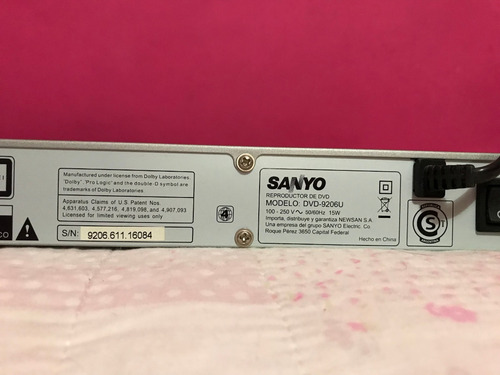 Manufactured under license from Dolby Laboratories.
"Dolby", "Pro Logic" and the double-D symbol are
trademarks of Dolby Laboratories.
Apparatus Claims of U.S. Patent Nos.
4,631,603, 4,577,216, 4,819,098, and 4,907,093
Licensed for limited viewing uses only.
CO
S/N: 9206.611.16084
4
SANYO
REPRODUCTOR DE DVD
MODELO: DVD-9206U
100 - 250 V 50/60Hz 15W
Importa, distribuye y garantiza NEWSAN S.A
Una empresa del grupo SANYO Electric. Co
Roque Perez 3650 Capital Federal
Hecho en China
S